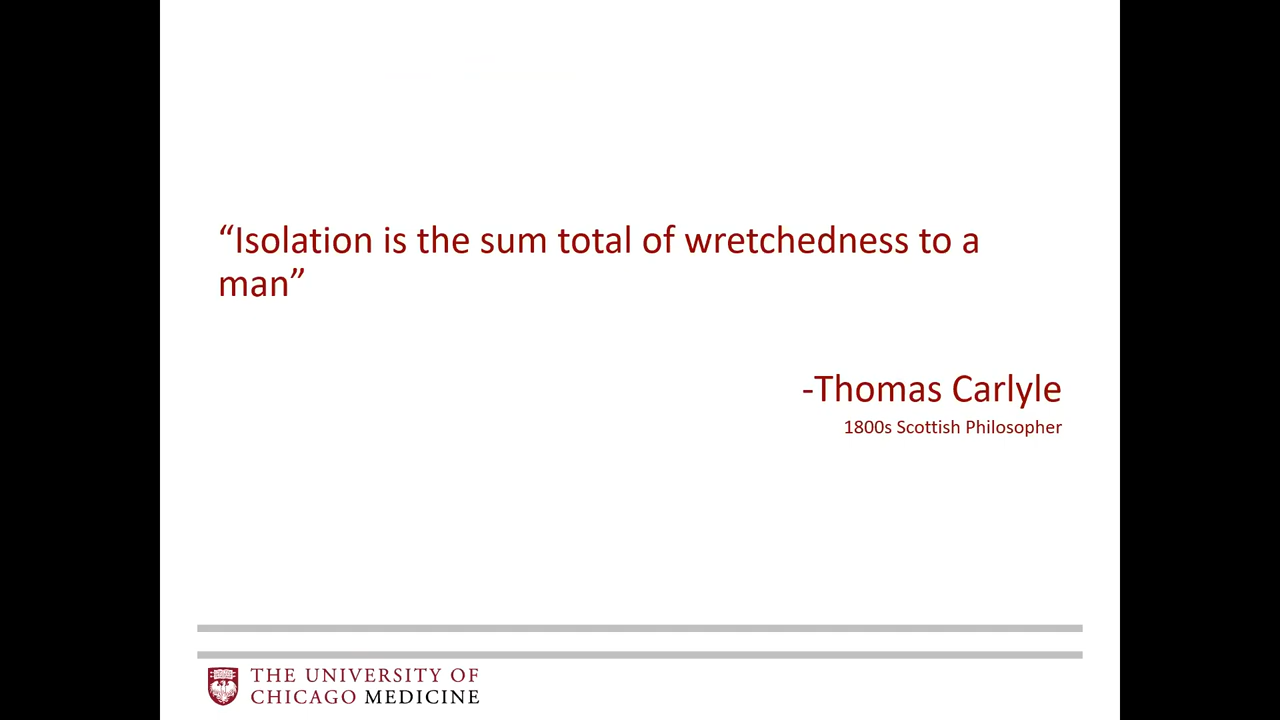 “Isolation is the sum total of wretchedness to a
man”
-Thomas Carlyle
1800s Scottish Philosopher
THE UNIVERSITY OF
CHICAGO MEDICINE